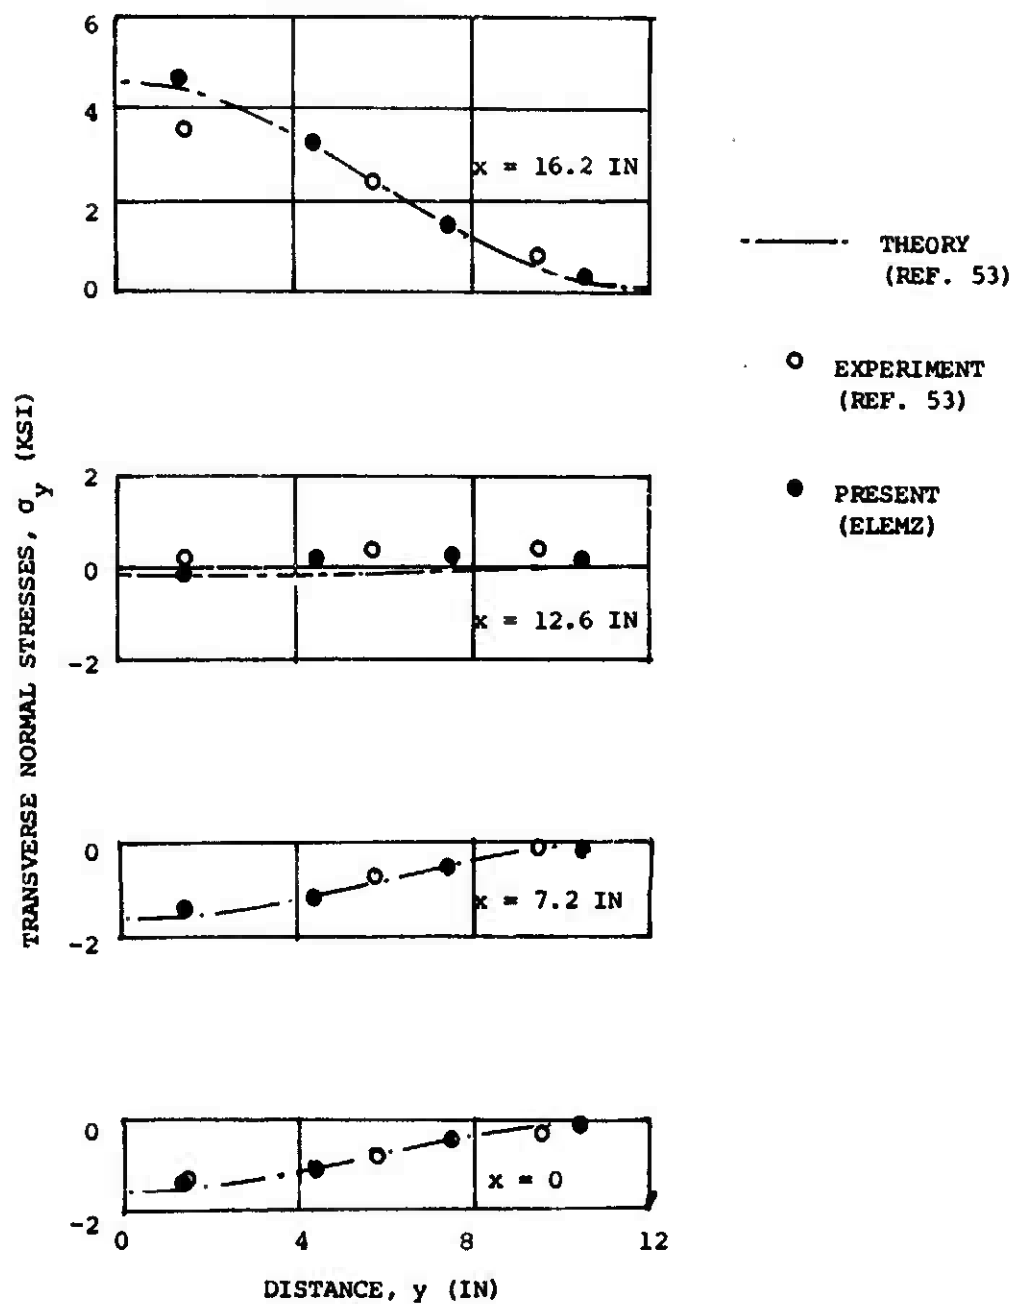 6
4
2
0
x = 16.2 IN
THEORY
(REF. 53)
EXPERIMENT
(REF. 53)
PRESENT
(ELEMZ)
TRANSVERSE NORMAL STRESSES, σy (KSI)
2
0
-2
x = 12.6 IN
0
-2
x = 7.2 IN
0
-2
x = 0
0 4 8 12
DISTANCE, y (IN)